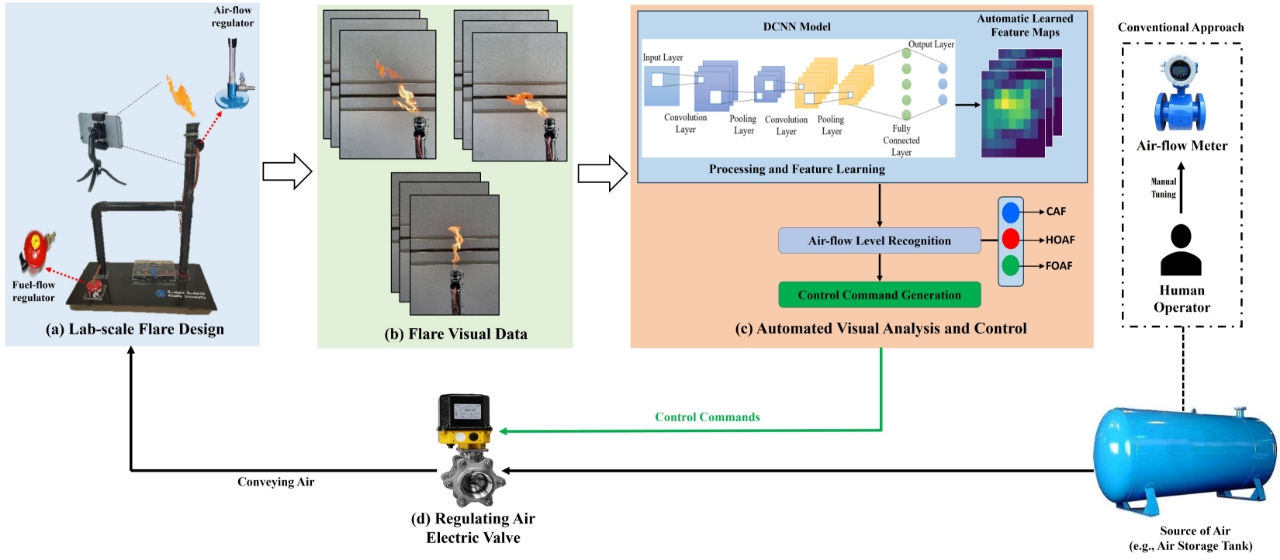 Air-flow
regulator
Fuel-flow
regulator
(a) Lab-scale Flare Design
(b) Flare Visual Data
DCNN Model
Automatic Learned
Feature Maps
Input Layer
Output Layer
Convolution
Layer
Pooling
Layer
Convolution
Layer
Pooling
Layer
Fully
Connected
Layer
Processing and Feature Learning
Air-flow Level Recognition
CAF
HOAF
FOAF
Control Command Generation
(c) Automated Visual Analysis and Control
Conventional Approach
Air-flow Meter
Manual
Tuning
Human
Operator
Control Commands
Conveying Air
(d) Regulating Air
Electric Valve
Source of Air
(e.g., Air Storage Tank)